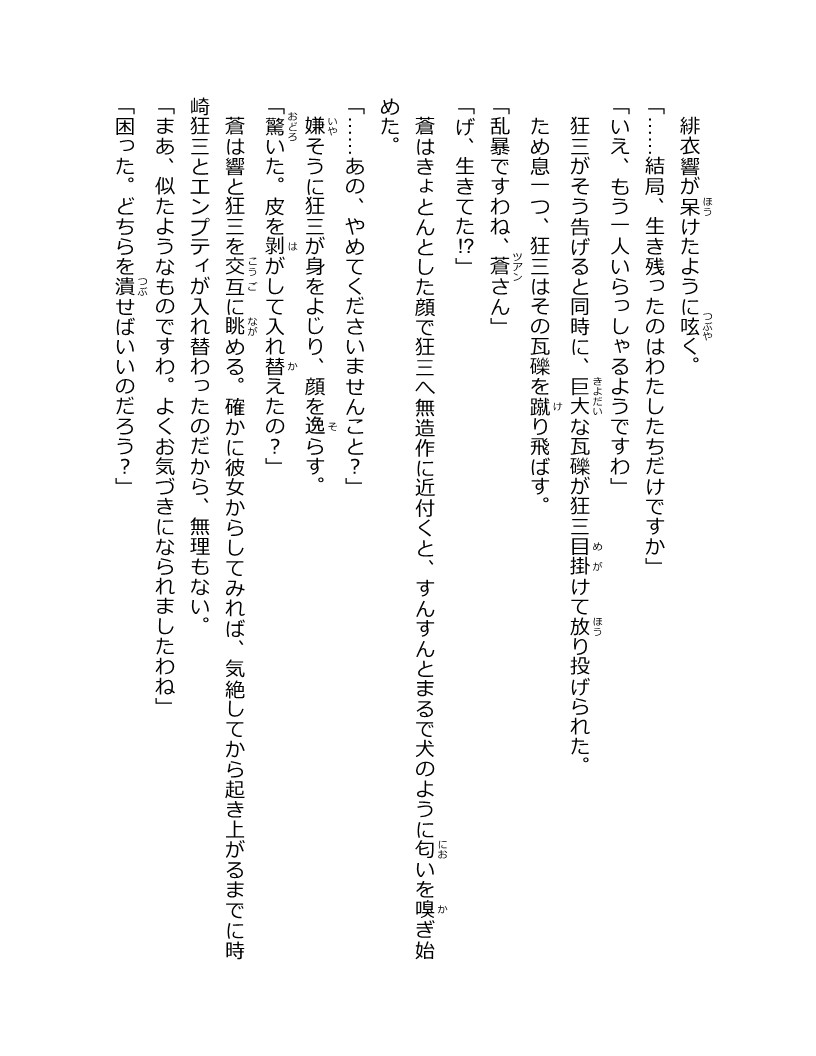 緋衣響が呆けたように呟く。
「……結局、生き残ったのはわたしたちだけですか」
「いえ、もう一人いらっしゃるようですわ」
狂三がそう告げると同時に、巨大な瓦礫が狂三目掛けて放り投げられた。
ため息一つ、狂三はその瓦礫を蹴り飛ばす。
「乱暴ですわね、蒼さん」
「げ、生きてた⁉」
蒼はきょとんとした顔で狂三へ無造作に近付くと、すんすんとまるで犬のように匂いを嗅ぎ始
めた。
「……あの、やめてくださいませんこと？」
嫌そうに狂三が身をよじり、顔を逸らす。
「驚いた。皮を剝がして入れ替えたの？」
蒼は響と狂三を交互に眺める。確かに彼女からしてみれば、気絶してから起き上がるまでに時
崎狂三とエンプティが入れ替わったのだから、無理もない。
「まあ、似たようなものですわ。よくお気づきになられましたわね」
「困った。どちらを潰せばいいのだろう？」